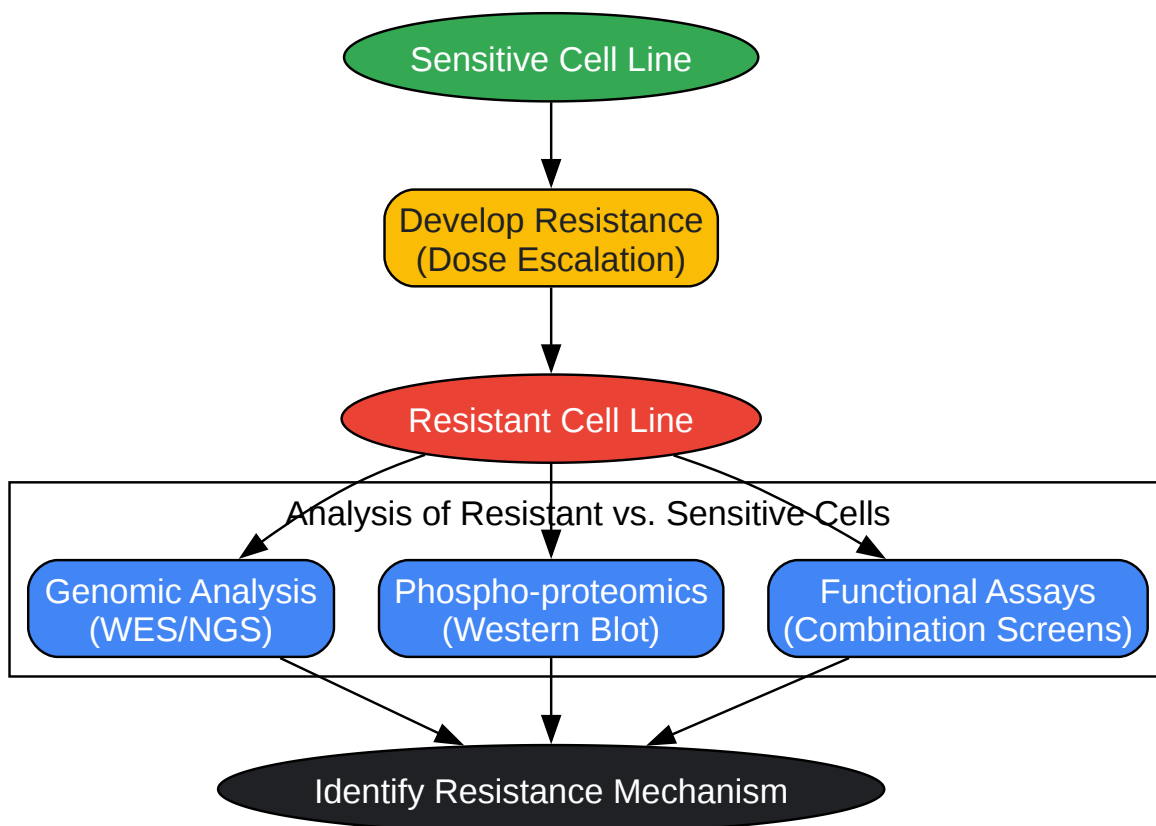 Sensitive Cell Line
Develop Resistance
(Dose Escalation)
Resistant Cell Line
Analysis of Resistant vs. Sensitive Cells
Genomic Analysis
(WES/NGS)
Phospho-proteomics
(Western Blot)
Functional Assays
(Combination Screens)
Identify Resistance Mechanism